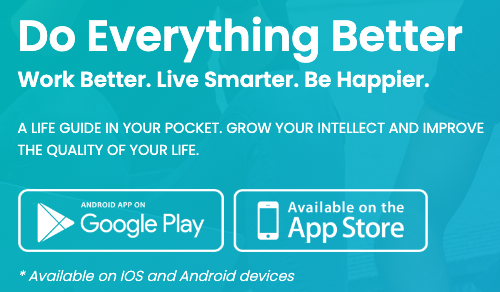 Do Everything Better
Work Better. Live Smarter. Be Happier.
A LIFE GUIDE IN YOUR POCKET. GROW YOUR INTELLECT AND IMPROVE
THE QUALITY OF YOUR LIFE.
ANDROID APP ON
Google Play
Available on the
App Store
* Available on IOS and Android devices